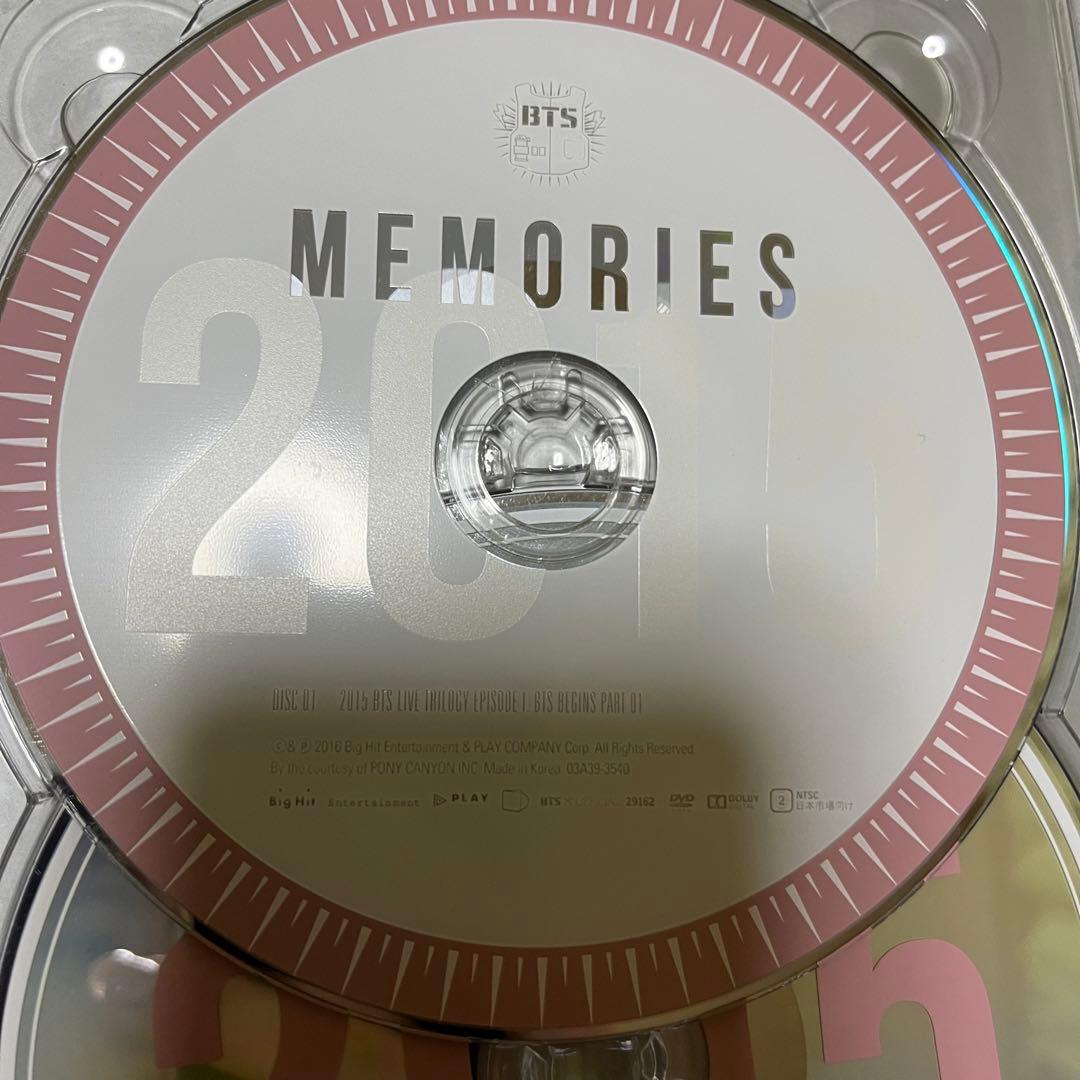 BTS
MEMORIES
2015
DISC 01 2015 BTS LIVE TRILOGY EPISODE I. BTS BEGINS PART 01
© & ℗ 2016 Big Hit Entertainment & PLAY COMPANY Corp. All Rights Reserved.
By the courtesy of PONY CANYON INC. Made in Korea. 03A39-3540
BigHit Entertainment PLAY BTS 29162 DVD DOLBY DIGITAL 2 NTSC
日本市場向け